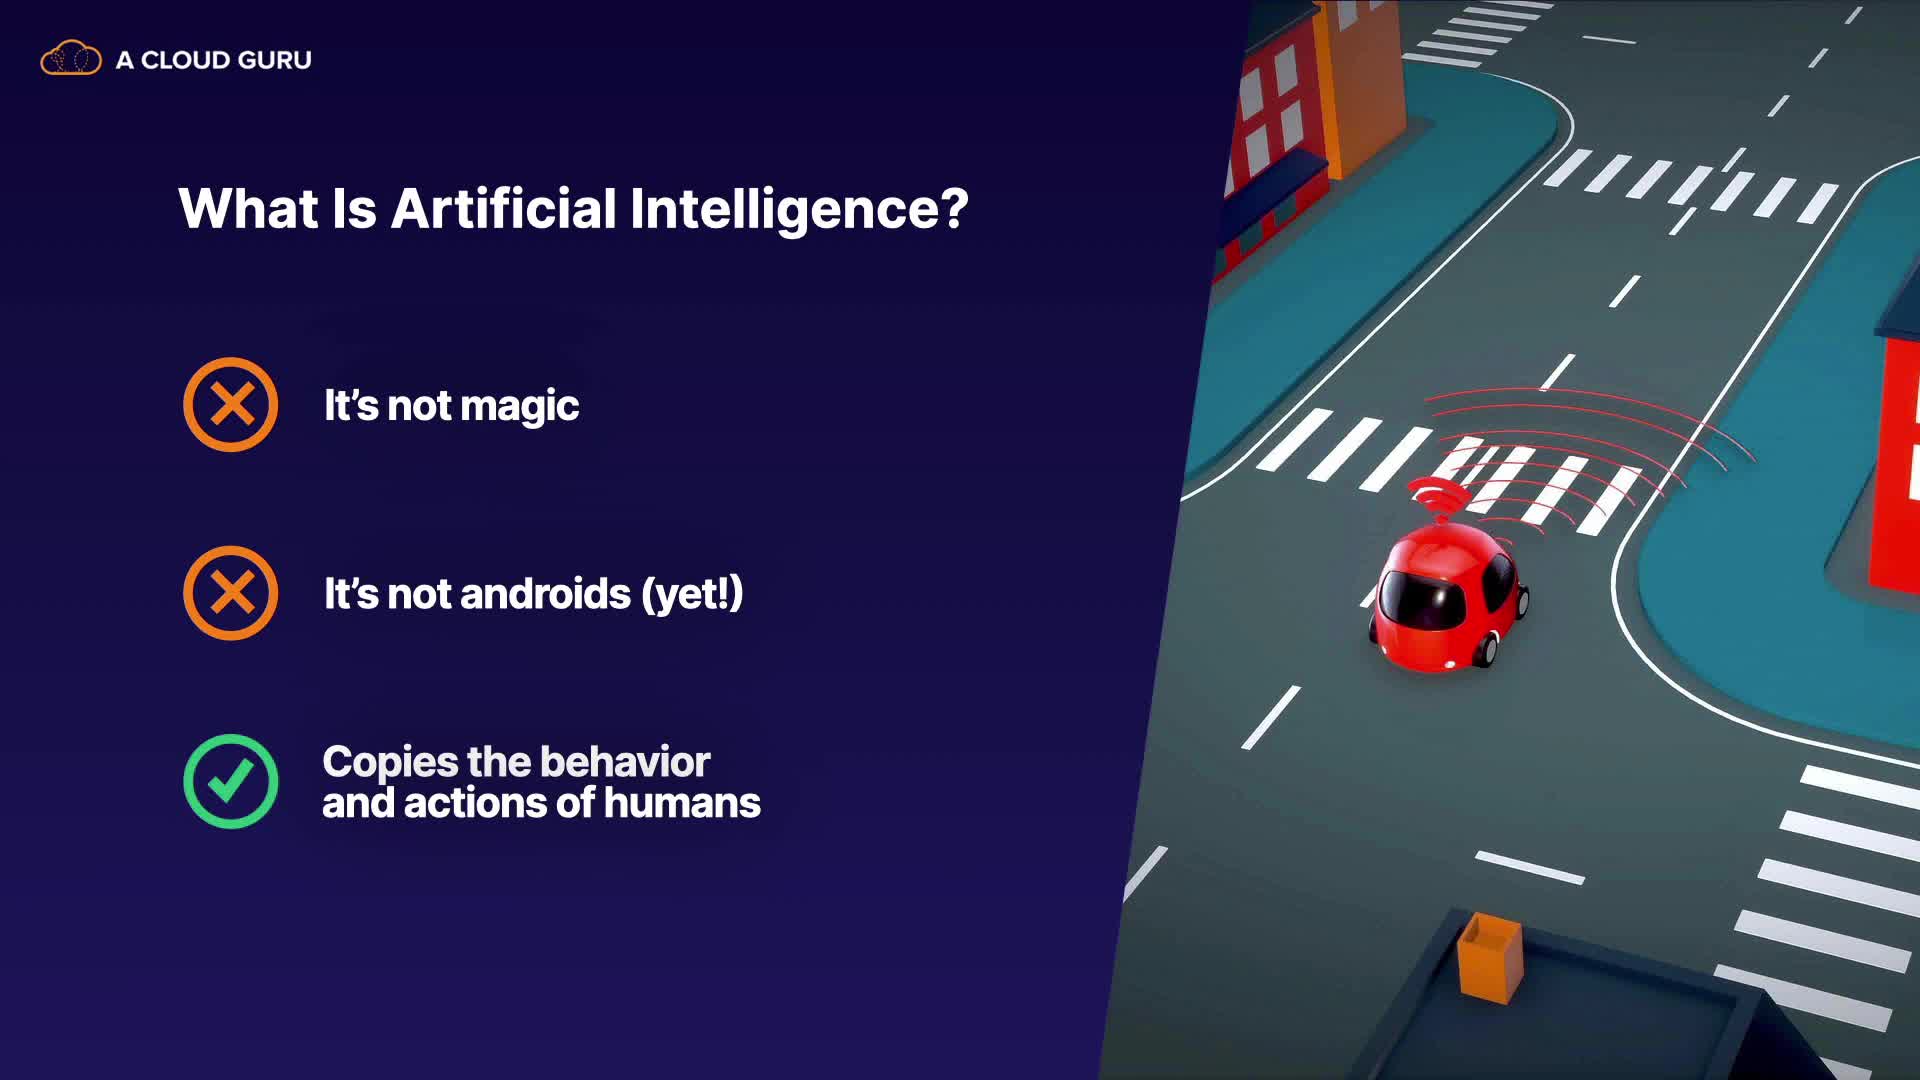 A CLOUD GURU
What Is Artificial Intelligence?
It’s not magic
It’s not androids (yet!)
Copies the behavior
and actions of humans